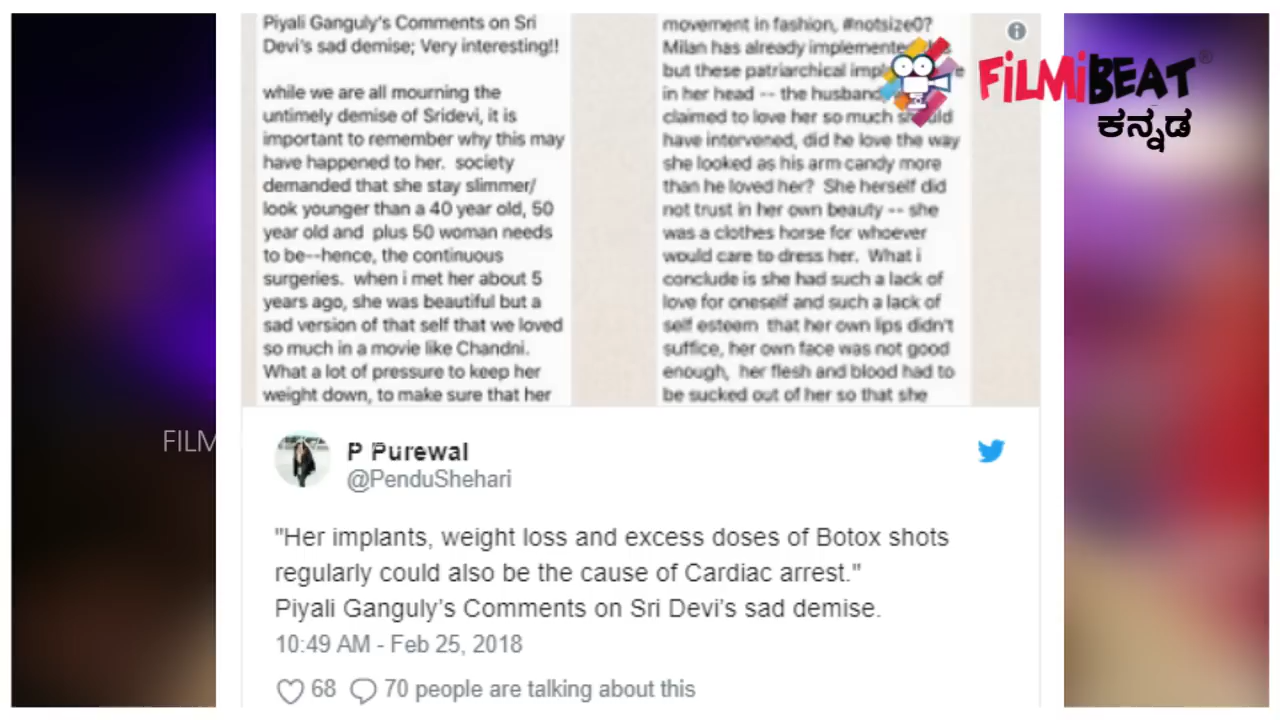 Piyali Ganguly's Comments on Sri
Devi's sad demise; Very interesting!!
while we are all mourning the
untimely demise of Sridevi, it is
important to remember why this may
have happened to her. society
demanded that she stay slimmer/
look younger than a 40 year old, 50
year old and plus 50 woman needs
to be--hence, the continuous
surgeries. when i met her about 5
years ago, she was beautiful but a
sad version of that self that we loved
so much in a movie like Chandni.
What a lot of pressure to keep her
weight down, to make sure that her
movement in fashion, #notsize0?
Milan has already
but these patriarchical
in her head -- the husband
claimed to love her so much should
have intervened, did he love the way
she looked as his arm candy more
than he loved her? She herself did
not trust in her own beauty -- she
was a clothes horse for whoever
would care to dress her. What i
conclude is she had such a lack of
love for oneself and such a lack of
self esteem that her own lips didn't
suffice, her own face was not good
enough, her flesh and blood had to
be sucked out of her so that she
FILMIBEAT®
ಕನ್ನಡ
FILM
P Purewal
@PenduShehari
"Her implants, weight loss and excess doses of Botox shots
regularly could also be the cause of Cardiac arrest."
Piyali Ganguly's Comments on Sri Devi's sad demise.
10:49 AM - Feb 25, 2018
68 70 people are talking about this